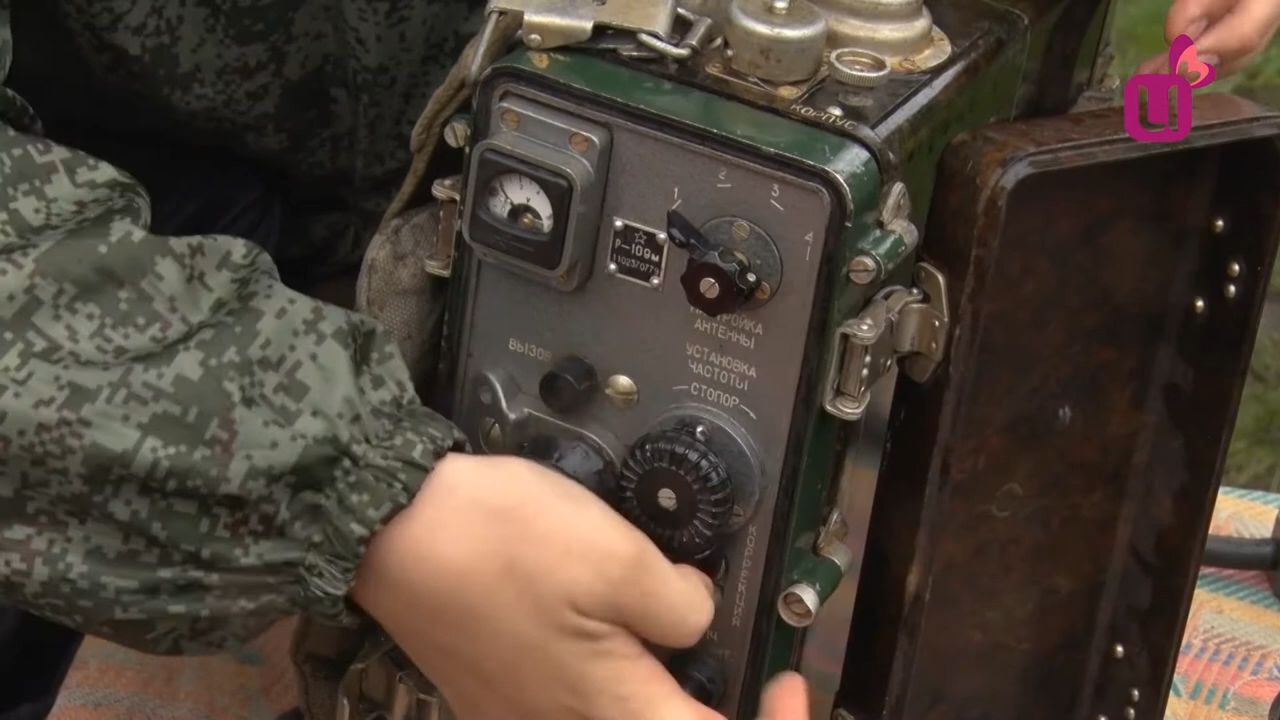 КОРПУС
1 2 3 4
Р-109м
НАСТРОЙКА
АНТЕННЫ
ВЫЗОВ
УСТАНОВКА
ЧАСТОТЫ
СТОПОР
КОРРЕКЦИЯ